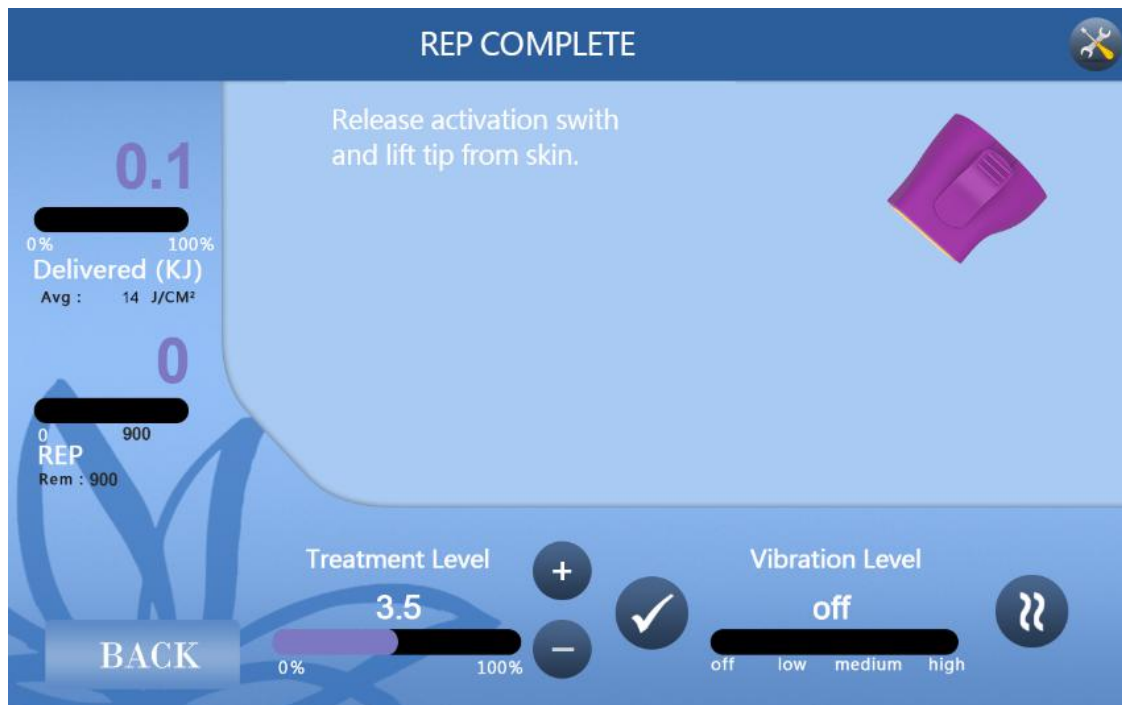 REP COMPLETE
Release activation swith
and lift tip from skin.
0.1
0% 100%
Delivered (KJ)
Avg : 14 J/CM²
0
0 900
REP
Rem : 900
Treatment Level
3.5
0% 100%
+
−
Vibration Level
off
off low medium high
BACK